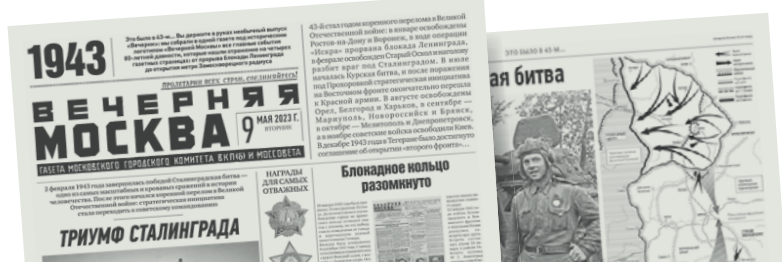 1943
Это было в 43-м... Вы держите в руках необычный выпуск
«Вечерки»: мы собрали в одной газете под историческим
логотипом «Вечерней Москвы» все главные события
80-летней давности, которые нашли отражение на четырех
газетных страницах: от прорыва блокады Ленинграда
до открытия метро Замоскворецкого радиуса
ПРОЛЕТАРИИ ВСЕХ СТРАН, СОЕДИНЯЙТЕСЬ!
ВЕЧЕРНЯЯ
МОСКВА
9 МАЯ 2023 Г.
ВТОРНИК
ГАЗЕТА МОСКОВСКОГО ГОРОДСКОГО КОМИТЕТА ВКП(б) И МОССОВЕТА
43-й стал годом коренного перелома в Великой
Отечественной войне: в январе освобождены
Ростов-на-Дону и Воронеж, в ходе операции
«Искра» прорвана блокада Ленинграда,
в феврале освобожден Старый Оскол и наголову
разбит враг под Сталинградом. В июле
началась Курская битва, и после поражения
под Прохоровкой стратегическая инициатива
на Восточном фронте окончательно перешла
к Красной армии. В августе освобождены
Орел, Белгород и Харьков, в сентябре —
Мариуполь, Новороссийск и Брянск,
в октябре — Мелитополь и Днепропетровск,
а в ноябре советские войска освободили Киев.
В декабре 1943 года в Тегеране было достигнуто
соглашение об открытии «второго фронта»...
2 февраля 1943 года завершилась победой Сталинградская битва —
одно из самых масштабных и кровавых сражений в истории
человечества. После этого начался коренной перелом в Великой
Отечественной войне: стратегическая инициатива
стала переходить к советскому командованию
ТРИУМФ СТАЛИНГРАДА
НАГРАДЫ
ДЛЯ САМЫХ
ОТВАЖНЫХ
Блокадное кольцо
разомкнуто
ЭТО БЫЛО В 43-М...
ая битва